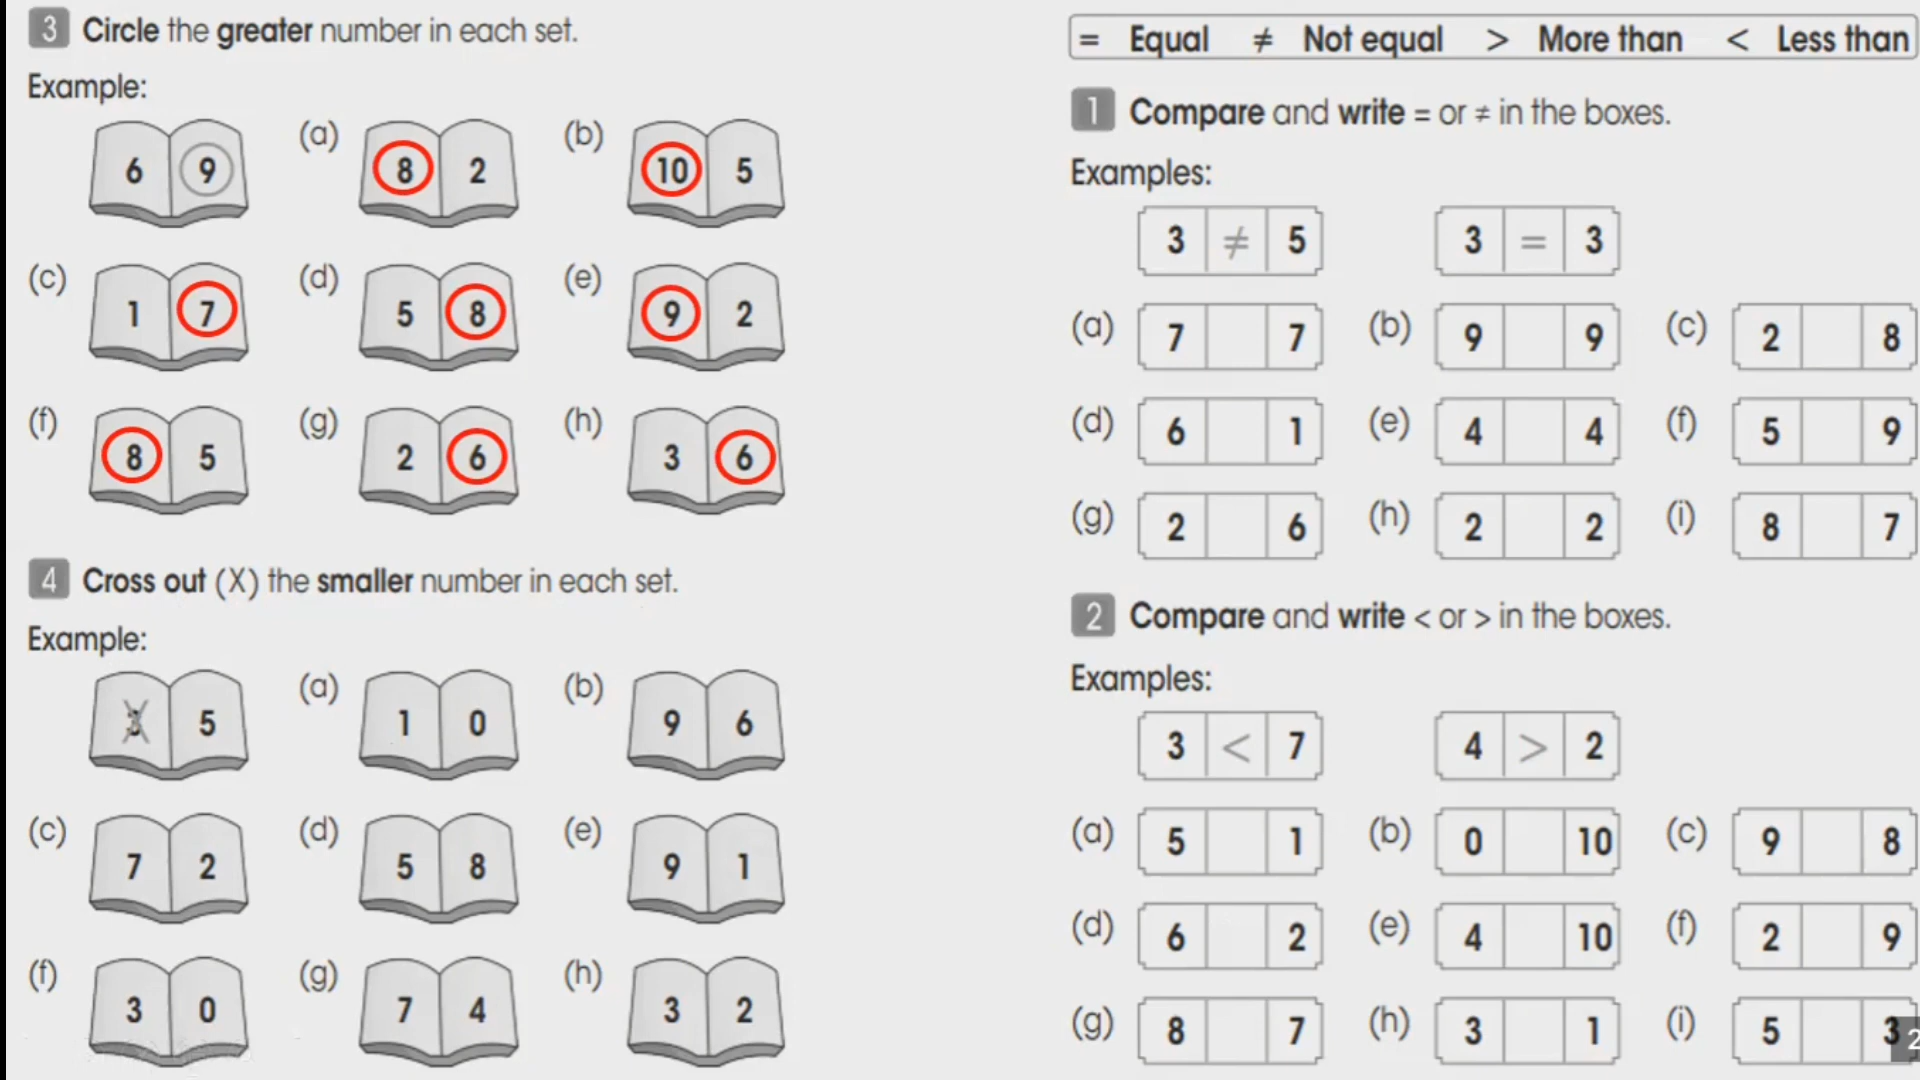 3 Circle the greater number in each set.
Example:
6 9 (a) 8 2 (b) 10 5
(c) 1 7 (d) 5 8 (e) 9 2
(f) 8 5 (g) 2 6 (h) 3 6
4 Cross out (X) the smaller number in each set.
Example:
3 5 (a) 1 0 (b) 9 6
(c) 7 2 (d) 5 8 (e) 9 1
(f) 3 0 (g) 7 4 (h) 3 2
= Equal ≠ Not equal > More than < Less than
1 Compare and write = or ≠ in the boxes.
Examples:
3 ≠ 5 3 = 3
(a) 7 7 (b) 9 9 (c) 2 8
(d) 6 1 (e) 4 4 (f) 5 9
(g) 2 6 (h) 2 2 (i) 8 7
2 Compare and write < or > in the boxes.
Examples:
3 < 7 4 > 2
(a) 5 1 (b) 0 10 (c) 9 8
(d) 6 2 (e) 4 10 (f) 2 9
(g) 8 7 (h) 3 1 (i) 5 3
2